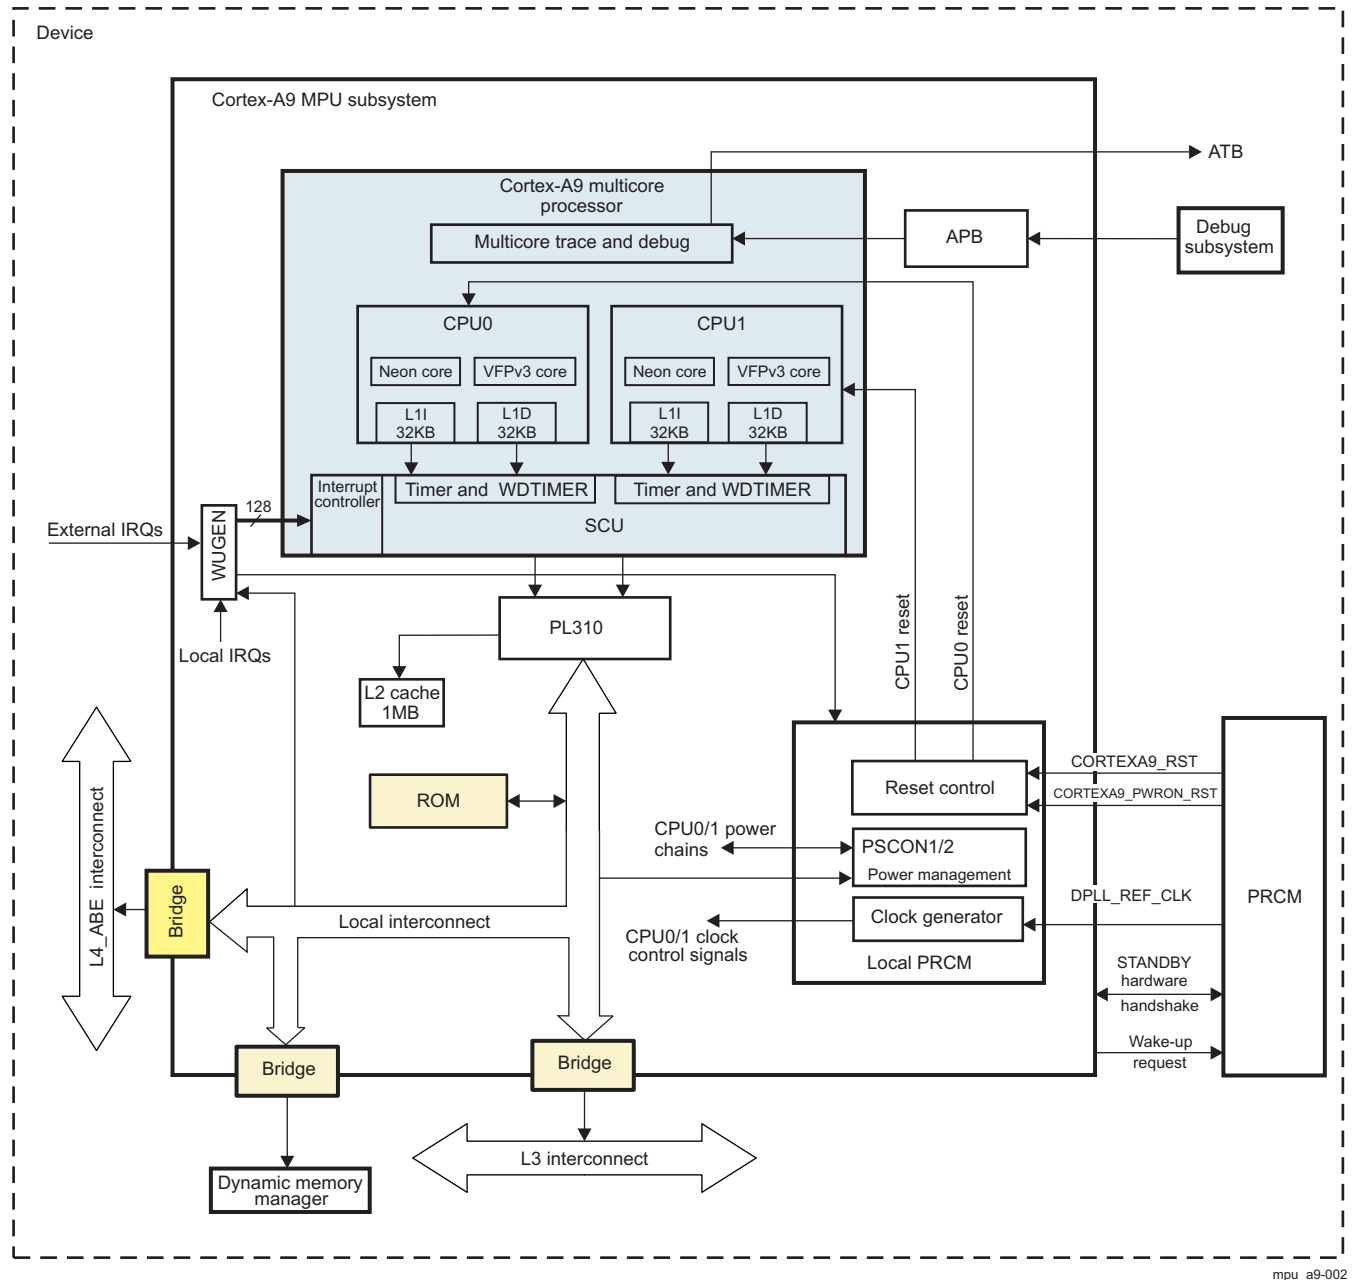 Device
Cortex-A9 MPU subsystem
ATB
Cortex-A9 multicore
processor
Multicore trace and debug
APB
Debug
subsystem
CPU0
CPU1
Neon core
VFPv3 core
Neon core
VFPv3 core
L1I
32KB
L1D
32KB
L1I
32KB
L1D
32KB
Interrupt
controller
Timer and WDTIMER
Timer and WDTIMER
SCU
128
External IRQs
WUGEN
Local IRQs
PL310
CPU1 reset
CPU0 reset
L2 cache
1MB
ROM
Reset control
CORTEXA9_RST
CORTEXA9_PWRON_RST
CPU0/1 power
chains
PSCON1/2
Power management
L4_ABE interconnect
Bridge
Local interconnect
Clock generator
CPU0/1 clock
control signals
Local PRCM
DPLL_REF_CLK
PRCM
STANDBY
hardware
handshake
Wake-up
request
Bridge
Bridge
L3 interconnect
Dynamic memory
manager
mpu_a9-002